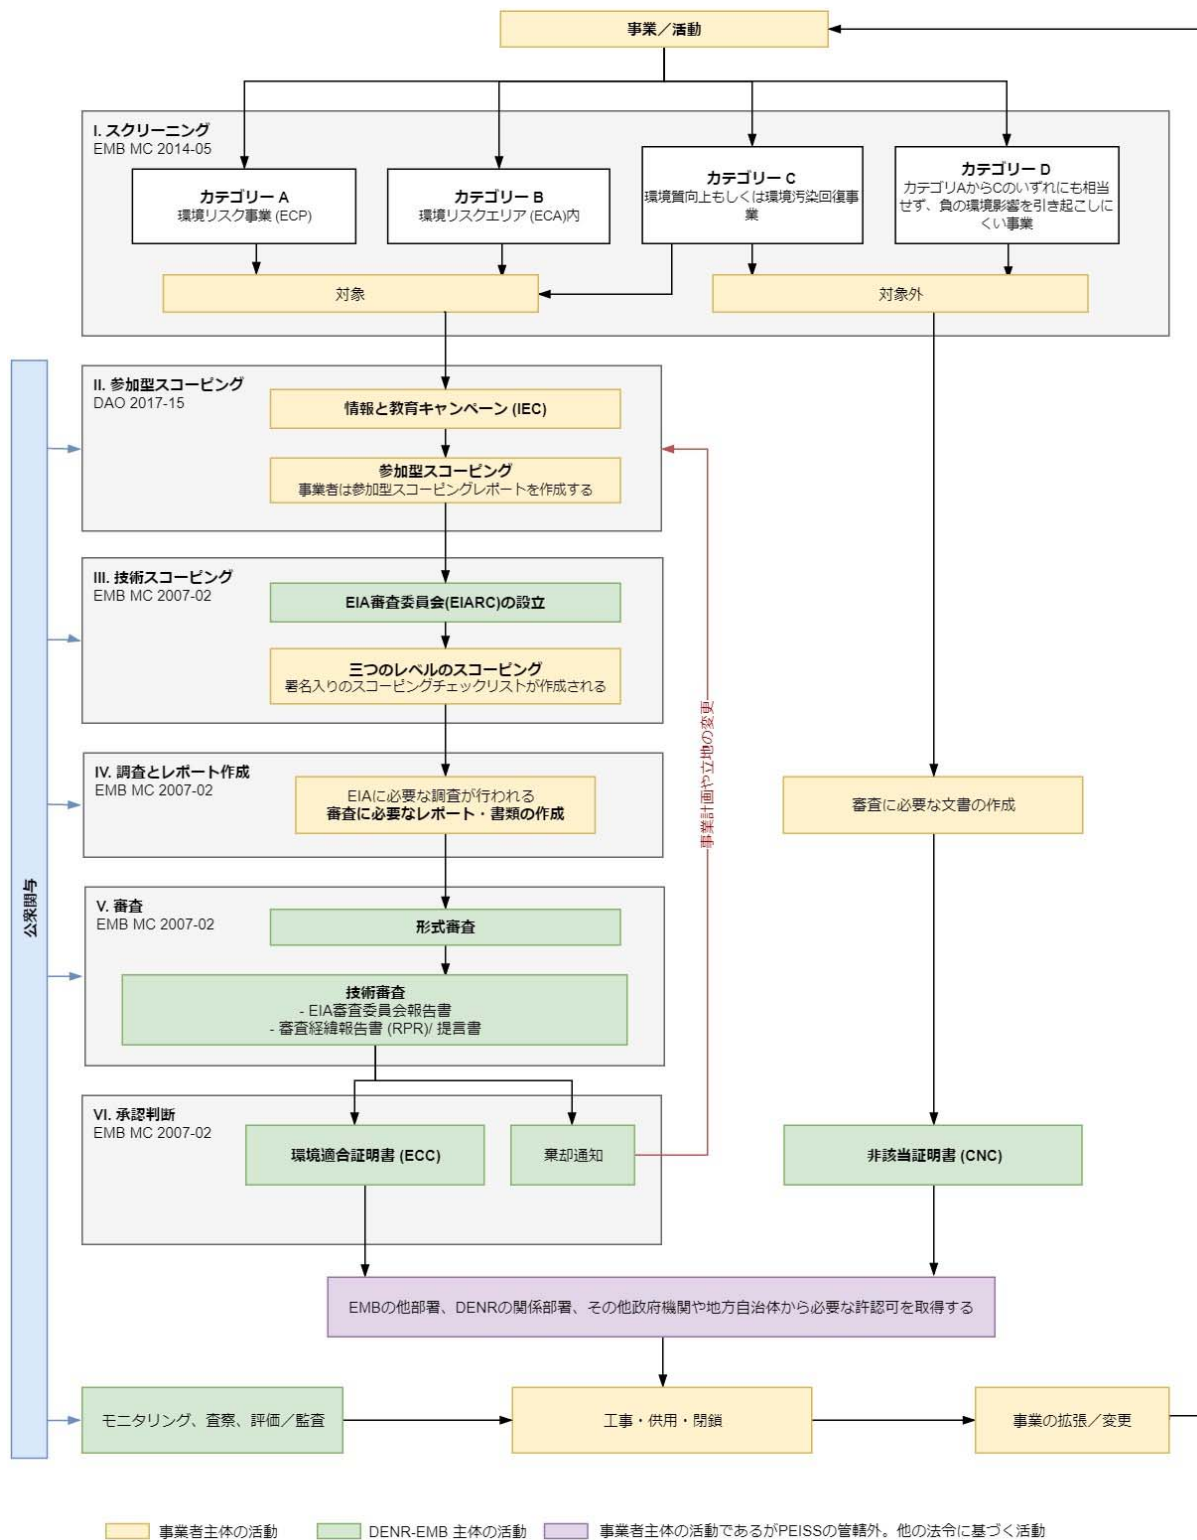 事業／活動
I. スクリーニング
EMB MC 2014-05
カテゴリー A
環境リスク事業 (ECP)
カテゴリー B
環境リスクエリア (ECA)内
カテゴリー C
環境質向上もしくは環境汚染回復事
業
カテゴリー D
カテゴリAからCのいずれにも相当
せず、負の環境影響を引き起こしに
くい事業
対象
対象外
公衆関与
II. 参加型スコーピング
DAO 2017-15
情報と教育キャンペーン (IEC)
参加型スコーピング
事業者は参加型スコーピングレポートを作成する
III. 技術スコーピング
EMB MC 2007-02
EIA審査委員会(EIARC)の設立
三つのレベルのスコーピング
署名入りのスコーピングチェックリストが作成される
事業計画や立地の変更
IV. 調査とレポート作成
EMB MC 2007-02
EIAに必要な調査が行われる
審査に必要なレポート・書類の作成
審査に必要な文書の作成
V. 審査
EMB MC 2007-02
形式審査
技術審査
- EIA審査委員会報告書
- 審査経緯報告書 (RPR)/ 提言書
VI. 承認判断
EMB MC 2007-02
環境適合証明書 (ECC)
棄却通知
非該当証明書 (CNC)
EMBの他部署、DENRの関係部署、その他政府機関や地方自治体から必要な許認可を取得する
モニタリング、査察、評価／監査
工事・供用・閉鎖
事業の拡張／変更
事業者主体の活動
DENR-EMB 主体の活動
事業者主体の活動であるがPEISSの管轄外。他の法令に基づく活動